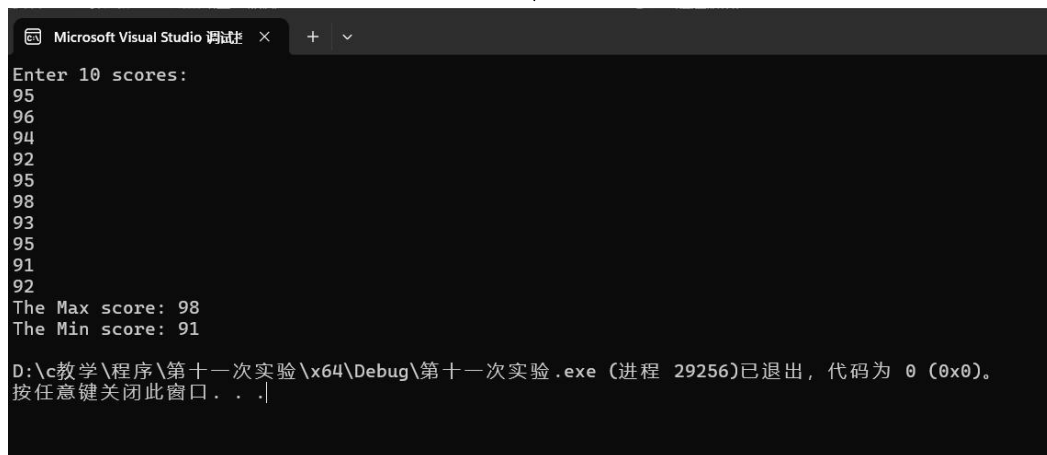 Microsoft Visual Studio 调试
Enter 10 scores:
95
96
94
92
95
98
93
95
91
92
The Max score: 98
The Min score: 91
D:\c教学\程序\第十一次实验\x64\Debug\第十一次实验.exe (进程 29256)已退出，代码为 0 (0x0)。
按任意键关闭此窗口. . .